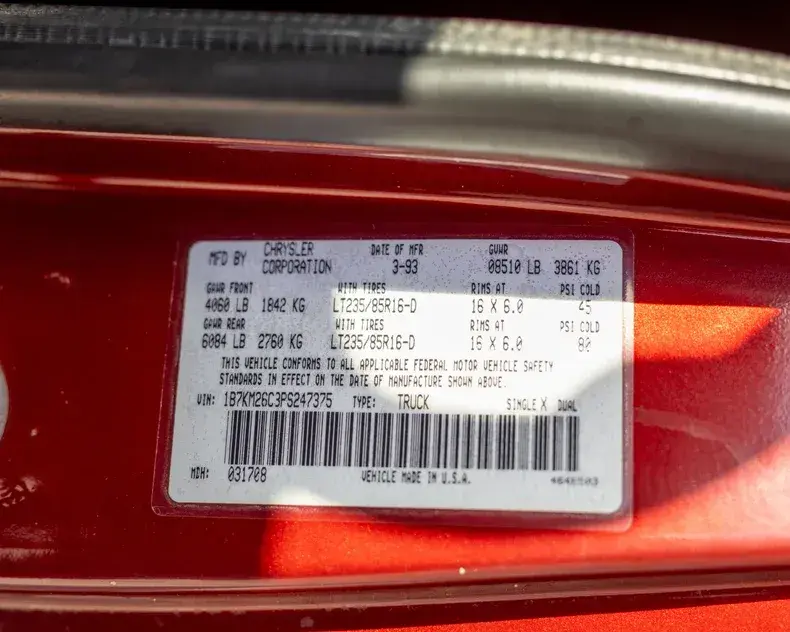 MFD BY CHRYSLER CORPORATION DATE OF MFR 3-93 GVWR 08510 LB 3861 KG
GAWR FRONT WITH TIRES RIMS AT PSI COLD
4060 LB 1842 KG LT235/85R16-D 16 X 6.0 45
GAWR REAR WITH TIRES RIMS AT PSI COLD
6084 LB 2760 KG LT235/85R16-D 16 X 6.0 80
THIS VEHICLE CONFORMS TO ALL APPLICABLE FEDERAL MOTOR VEHICLE SAFETY
STANDARDS IN EFFECT ON THE DATE OF MANUFACTURE SHOWN ABOVE.
VIN: 1B7KM26C3PS247375 TYPE: TRUCK SINGLE X DUAL
MDH: 031708 VEHICLE MADE IN U.S.A.